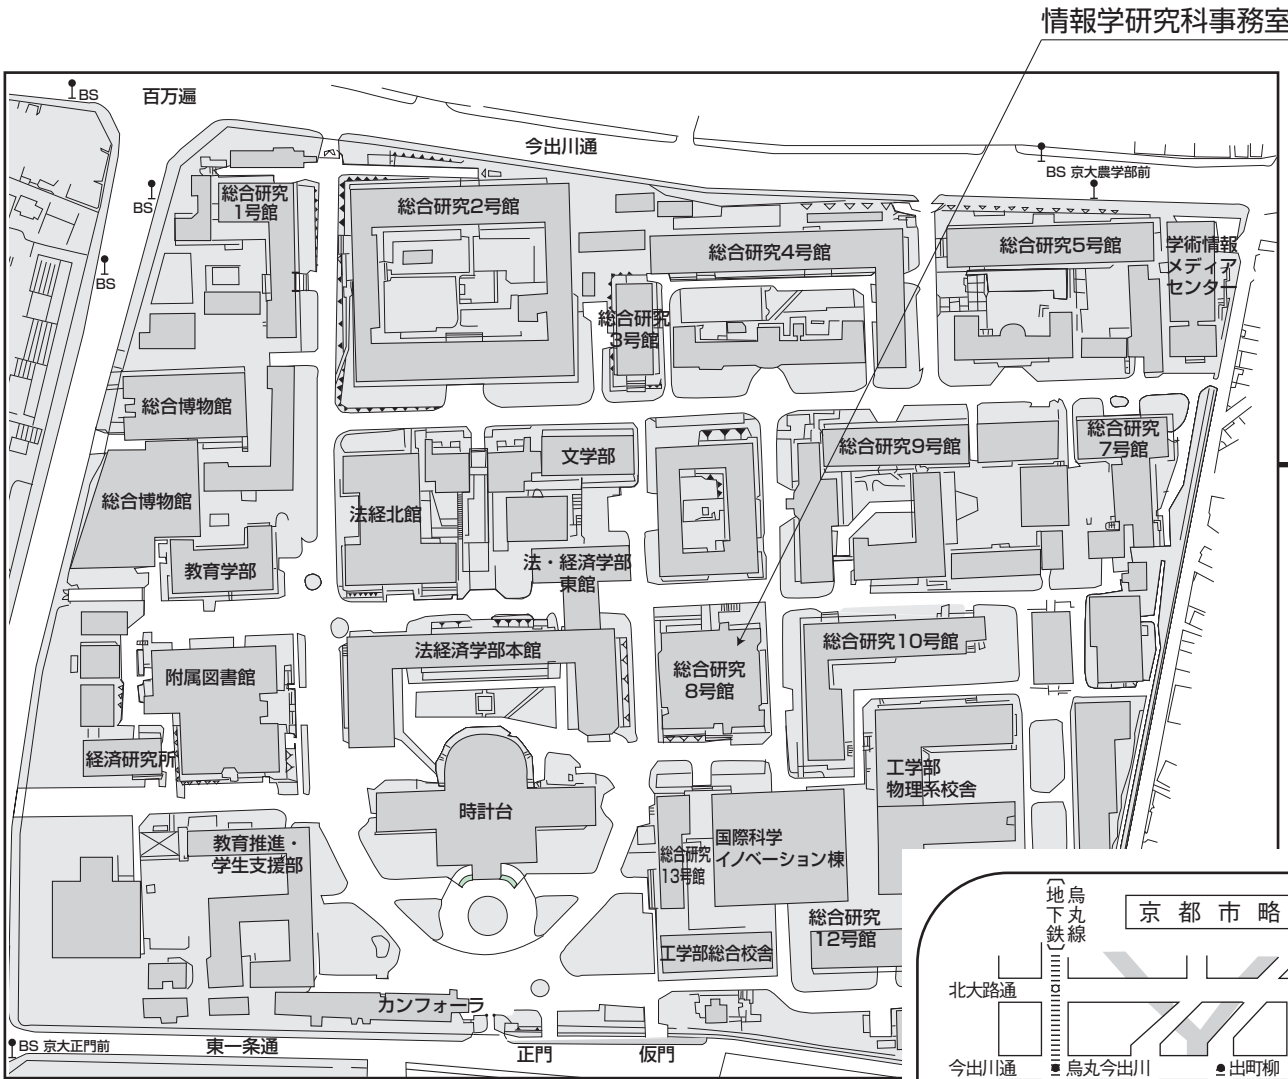 情報学研究科事務室
BS
百万遍
今出川通
BS 京大農学部前
BS
BS
総合研究
1号館
総合研究2号館
総合研究4号館
総合研究5号館
学術情報
メディア
センター
総合研究
3号館
総合博物館
文学部
総合研究9号館
総合研究
7号館
総合博物館
法経北館
教育学部
法・経済学部
東館
附属図書館
法経済学部本館
総合研究
8号館
総合研究10号館
経済研究所
時計台
工学部
物理系校舎
教育推進・
学生支援部
総合研究
13号館
国際科学
イノベーション棟
総合研究
12号館
工学部総合校舎
カンフォーラ
BS 京大正門前
東一条通
正門
仮門
地下鉄
烏丸線
京都市略
北大路通
今出川通
烏丸今出川
出町柳